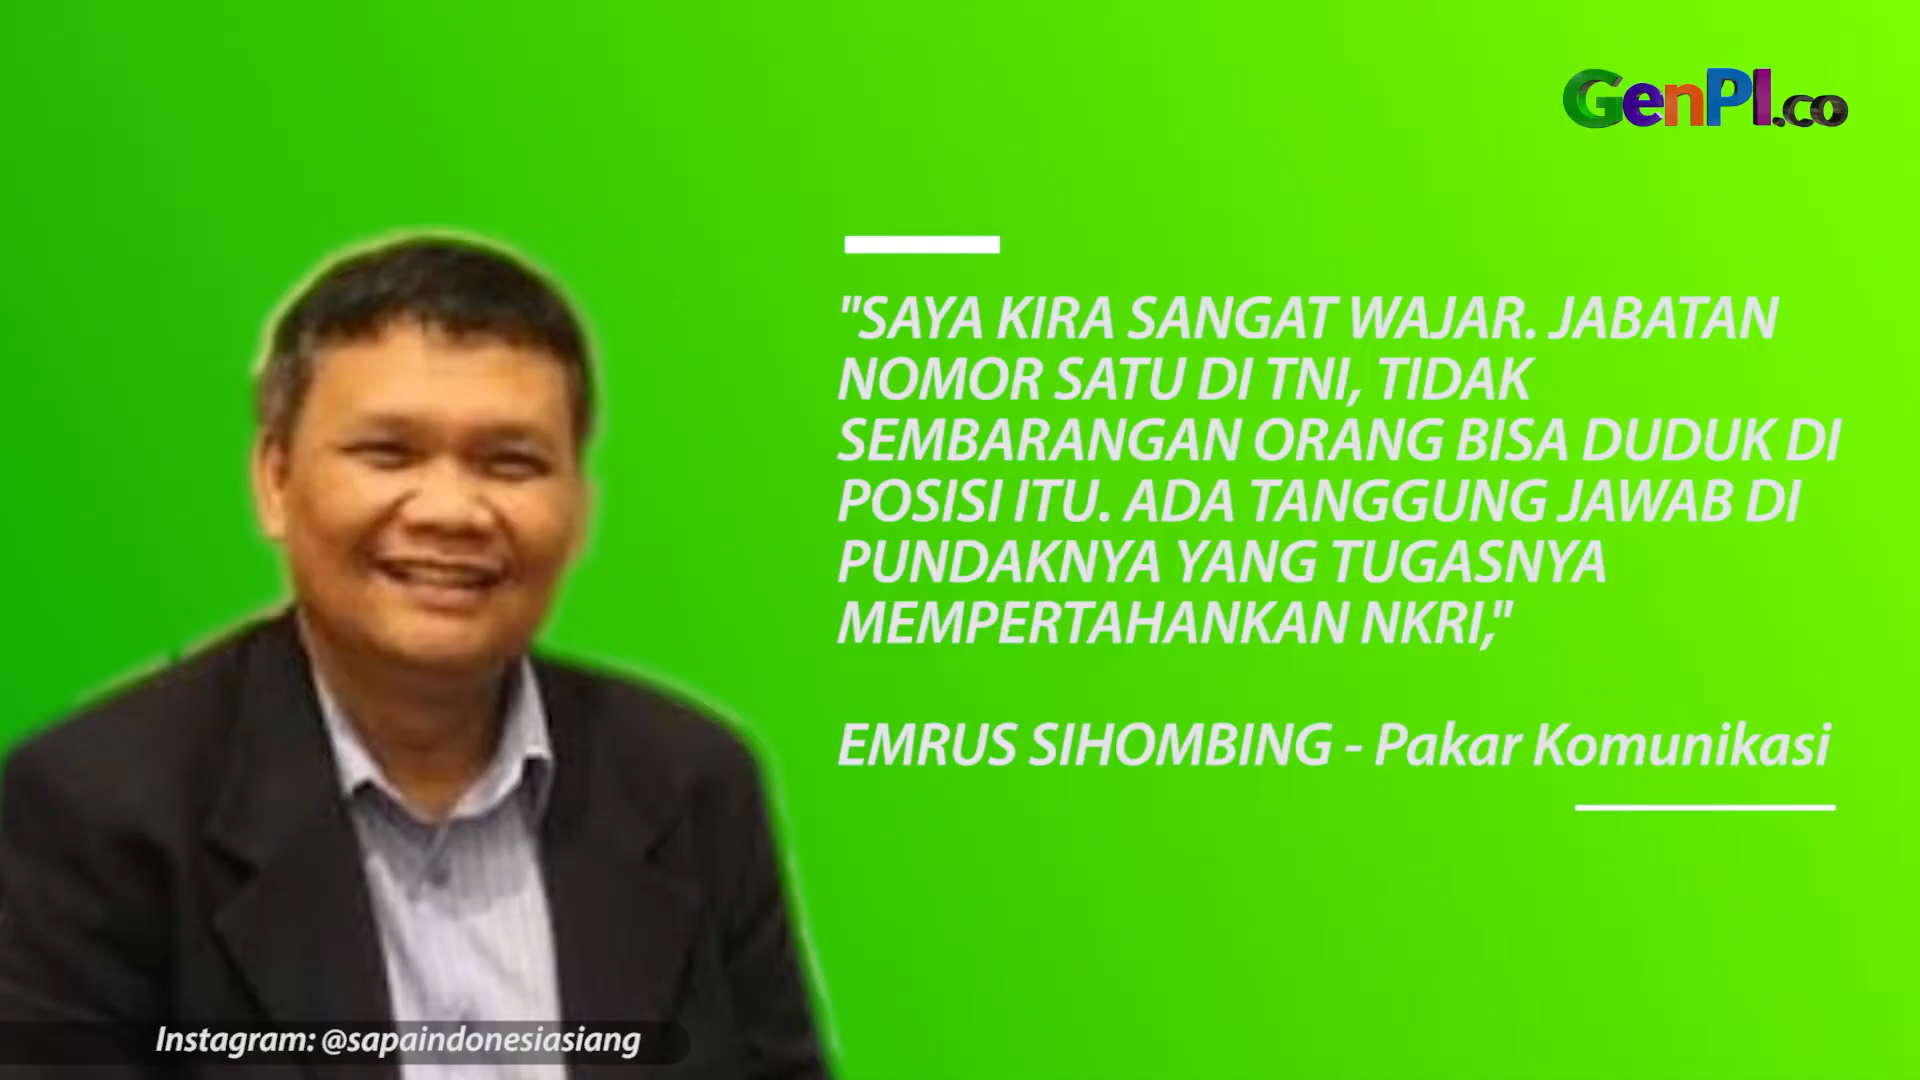 GenPI.co
"SAYA KIRA SANGAT WAJAR. JABATAN
NOMOR SATU DI TNI, TIDAK
SEMBARANGAN ORANG BISA DUDUK DI
POSISI ITU. ADA TANGGUNG JAWAB DI
PUNDAKNYA YANG TUGASNYA
MEMPERTAHANKAN NKRI,"
EMRUS SIHOMBING - Pakar Komunikasi
Instagram: @sapaindonesiasiang